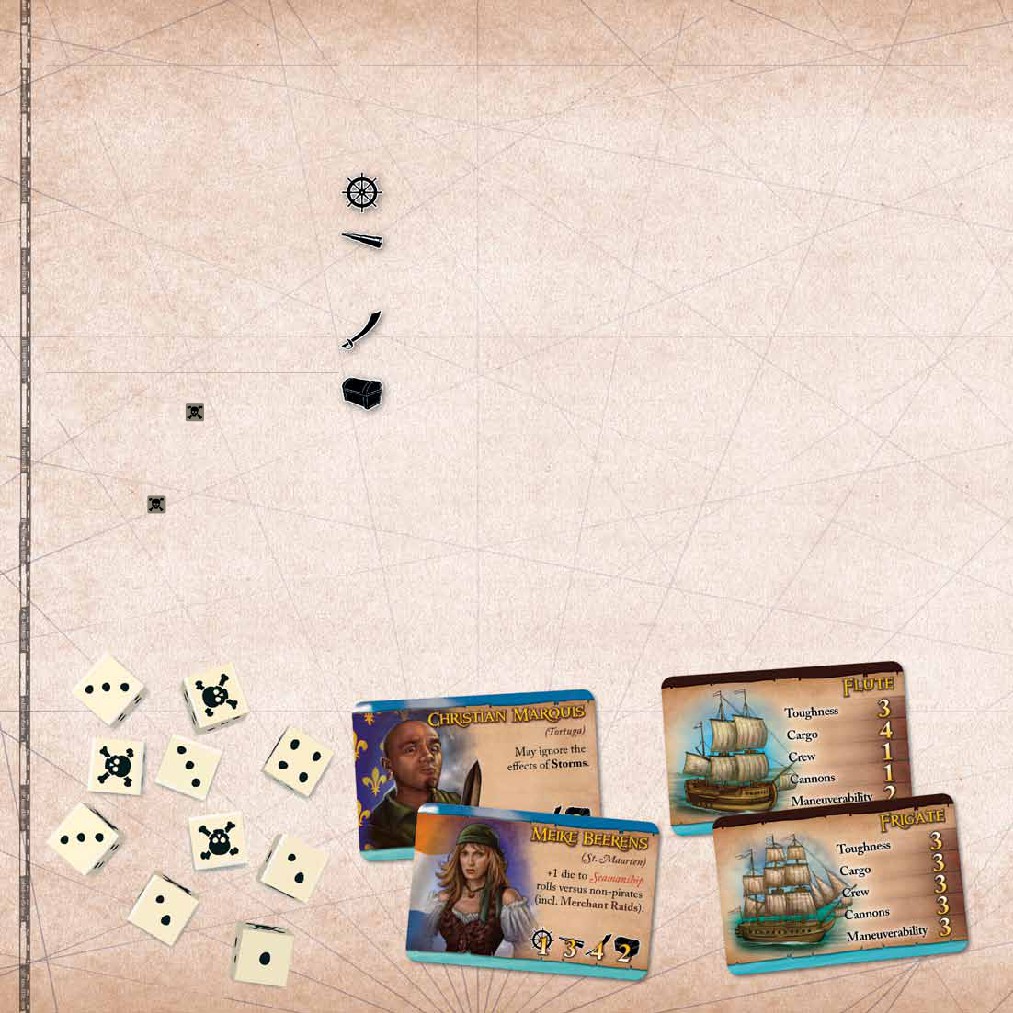 CHRISTIAN MARQUIS
(Tortuga)
May ignore the
effects of Storms.
MEIKE BEERENS
(St. Maarten)
+1 die to Seamanship
rolls versus non-pirates
(incl. Merchant Raids).
1 3 4 2
FLUTE
Toughness 3
Cargo 4
Crew 1
Cannons 1
Maneuverability 2
FRIGATE
Toughness 3
Cargo 3
Crew 3
Cannons 3
Maneuverability 3